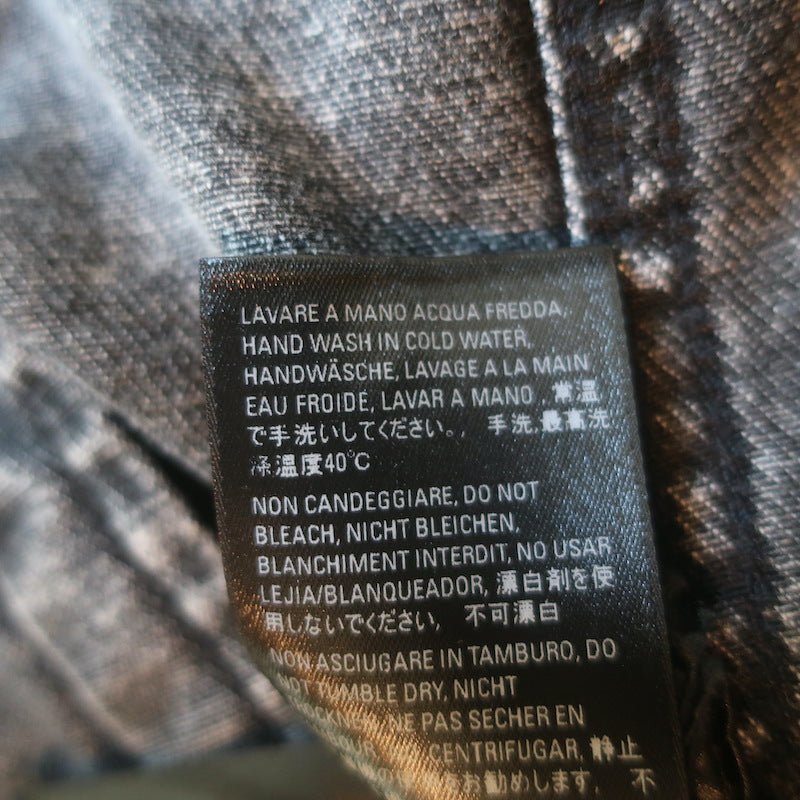 LAVARE A MANO ACQUA FREDDA,
HAND WASH IN COLD WATER,
HANDWÄSCHE, LAVAGE A LA MAIN
EAU FROIDE, LAVAR A MANO , 常温
で手洗いしてください。, 手洗,最高洗
涤温度40°C
NON CANDEGGIARE, DO NOT
BLEACH, NICHT BLEICHEN,
BLANCHIMENT INTERDIT, NO USAR
LEJIA/BLANQUEADOR, 漂白剤を使
用しないでください, 不可漂白
NON ASCIUGARE IN TAMBURO, DO
NOT TUMBLE DRY, NICHT
NE PAS SECHER EN
CENTRIFUGAR, 静止
をお勧めします, 不